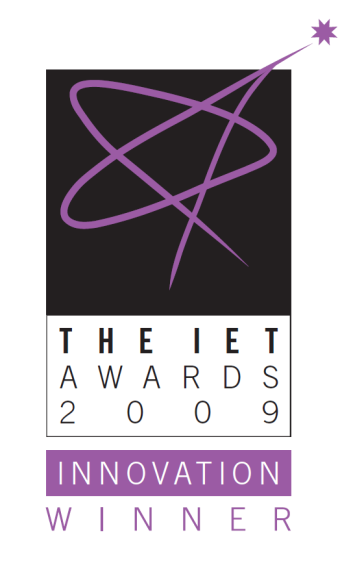 THE IET
AWARDS
2009
INNOVATION
WINNER